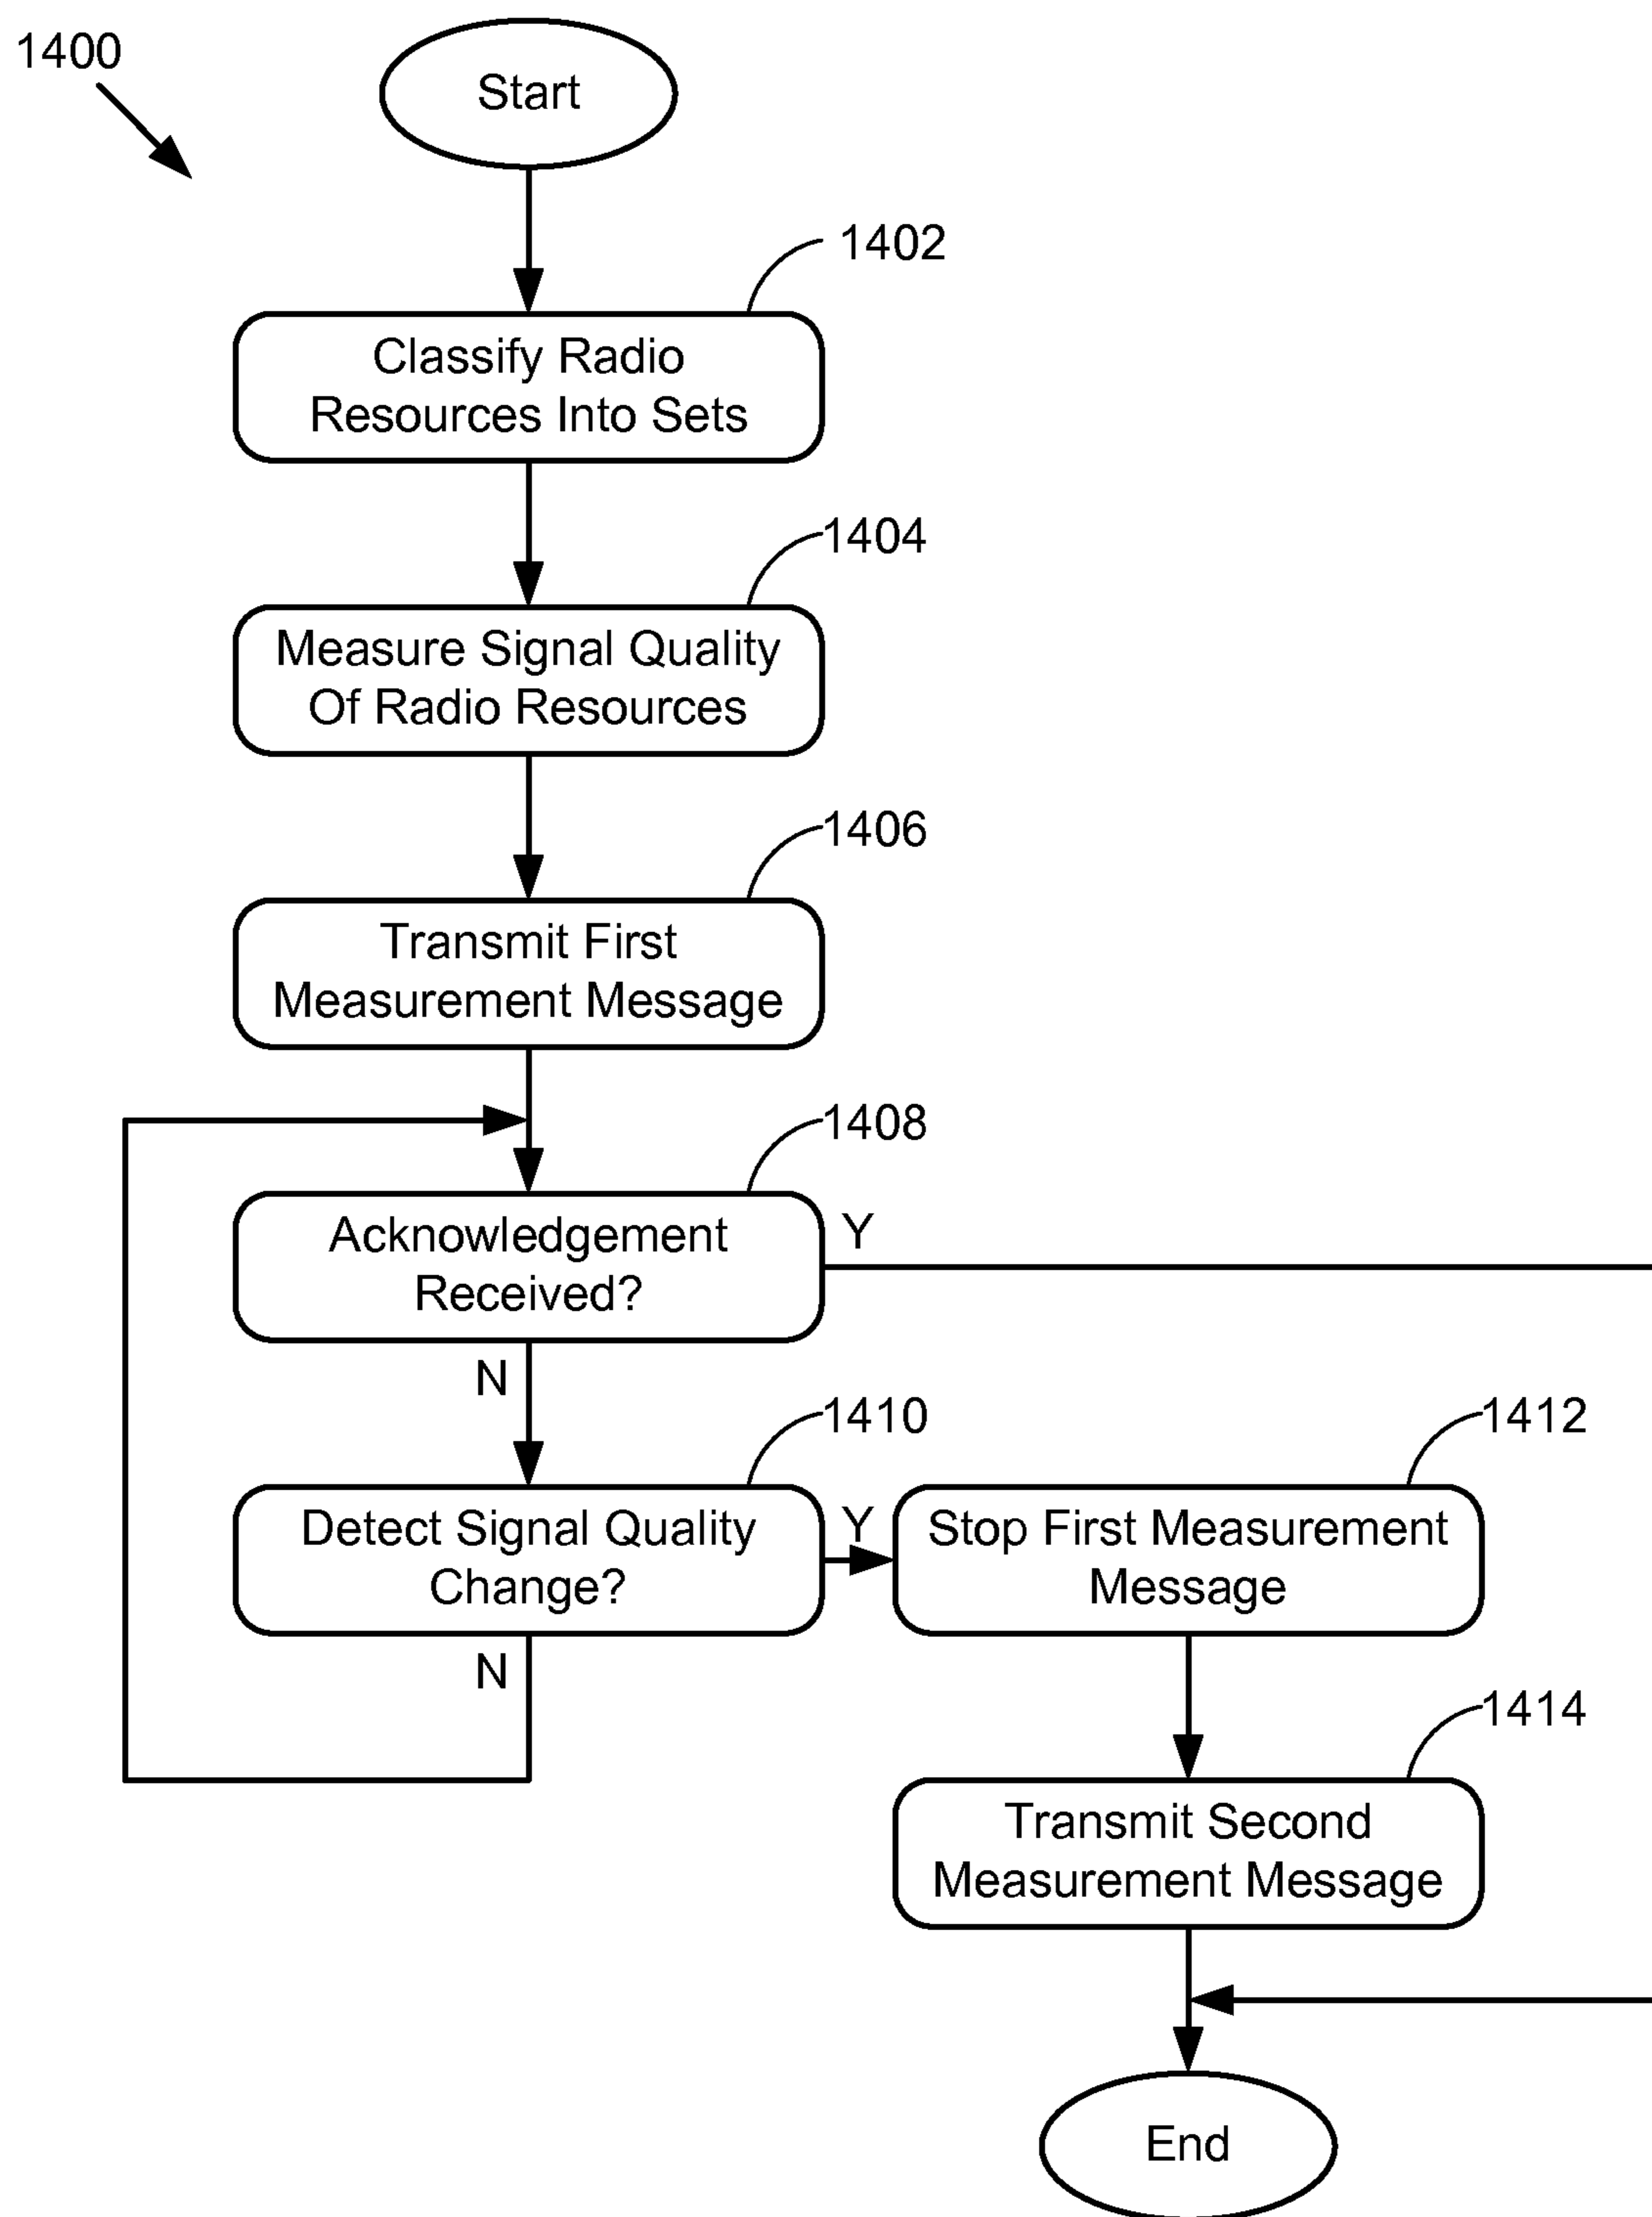 1400
Start
1402
Classify Radio
Resources Into Sets
1404
Measure Signal Quality
Of Radio Resources
1406
Transmit First
Measurement Message
1408
Acknowledgement
Received?
Y
N
1410
Detect Signal Quality
Change?
Y
N
1412
Stop First Measurement
Message
1414
Transmit Second
Measurement Message
End